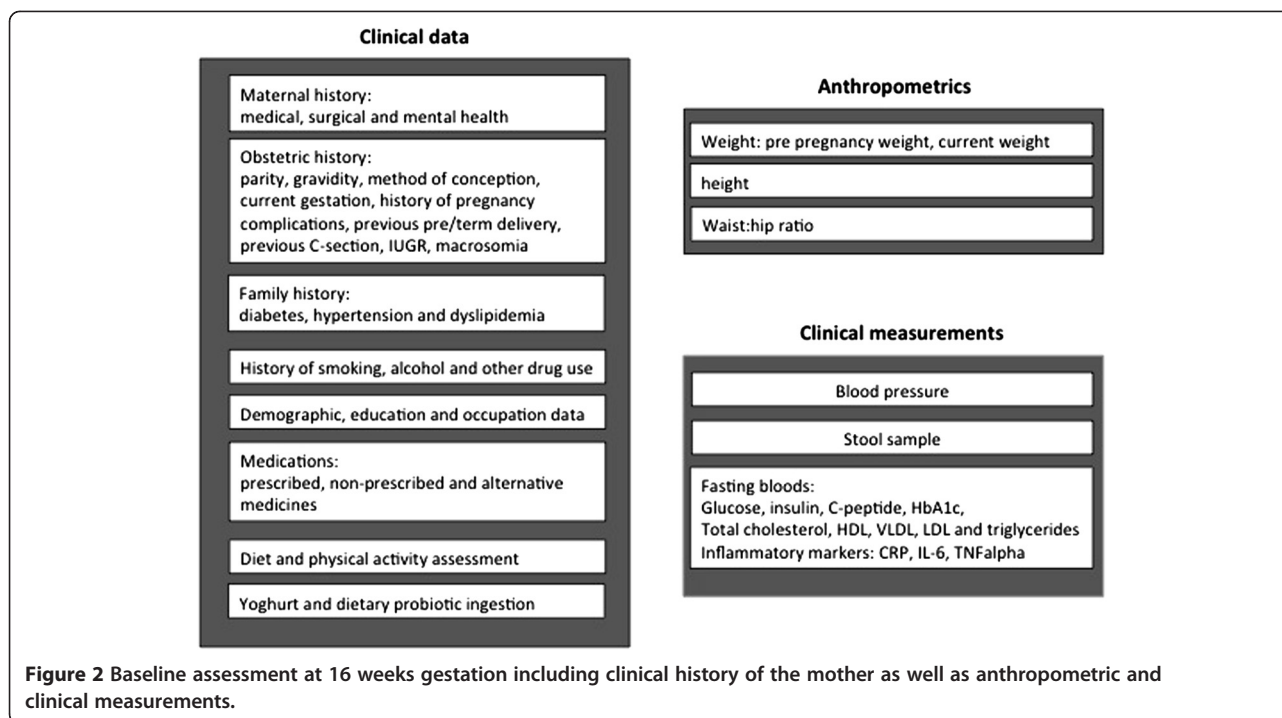 Clinical data
Maternal history:
medical, surgical and mental health
Obstetric history:
parity, gravidity, method of conception,
current gestation, history of pregnancy
complications, previous pre/term delivery,
previous C-section, IUGR, macrosomia
Family history:
diabetes, hypertension and dyslipidemia
History of smoking, alcohol and other drug use
Demographic, education and occupation data
Medications:
prescribed, non-prescribed and alternative
medicines
Diet and physical activity assessment
Yoghurt and dietary probiotic ingestion
Anthropometrics
Weight: pre pregnancy weight, current weight
height
Waist:hip ratio
Clinical measurements
Blood pressure
Stool sample
Fasting bloods:
Glucose, insulin, C-peptide, HbA1c,
Total cholesterol, HDL, VLDL, LDL and triglycerides
Inflammatory markers: CRP, IL-6, TNFalpha
Figure 2 Baseline assessment at 16 weeks gestation including clinical history of the mother as well as anthropometric and
clinical measurements.